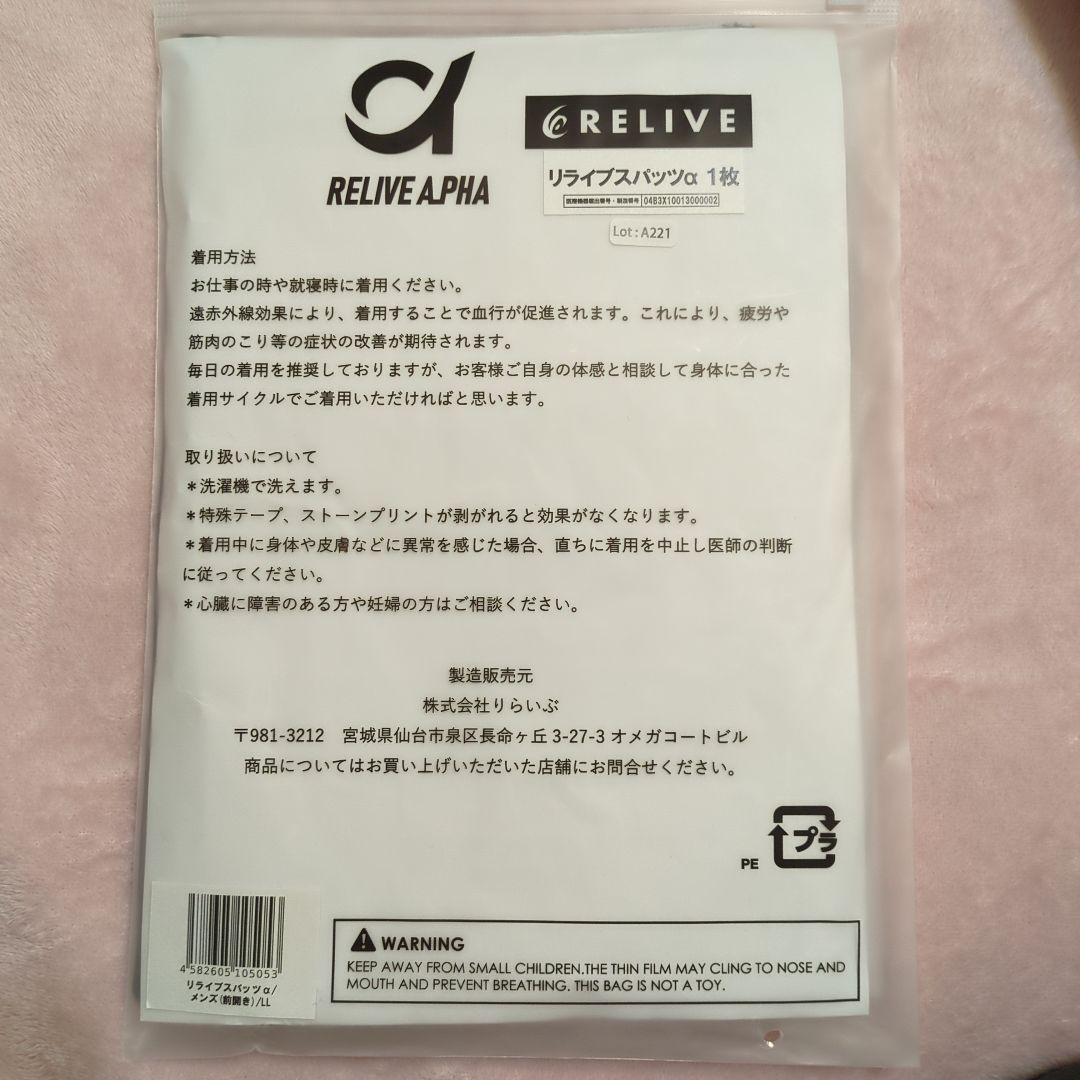 RELIVE ALPHA
RELIVE
リライブスパッツα 1枚
医療機器届出番号・製造番号 04B3X10013000002
Lot : A221
着用方法
お仕事の時や就寝時に着用ください。
遠赤外線効果により、着用することで血行が促進されます。これにより、疲労や
筋肉のこり等の症状の改善が期待されます。
毎日の着用を推奨しておりますが、お客様ご自身の体感と相談して身体に合った
着用サイクルでご着用いただければと思います。
取り扱いについて
＊洗濯機で洗えます。
＊特殊テープ、ストーンプリントが剥がれると効果がなくなります。
＊着用中に身体や皮膚などに異常を感じた場合、直ちに着用を中止し医師の判断
に従ってください。
＊心臓に障害のある方や妊婦の方はご相談ください。
製造販売元
株式会社りらいぶ
〒981-3212 宮城県仙台市泉区長命ヶ丘 3-27-3 オメガコートビル
商品についてはお買い上げいただいた店舗にお問合せください。
プラ
PE
4 582605 105053
リライブスパッツα/
メンズ(前開き)/LL
WARNING
KEEP AWAY FROM SMALL CHILDREN.THE THIN FILM MAY CLING TO NOSE AND
MOUTH AND PREVENT BREATHING. THIS BAG IS NOT A TOY.